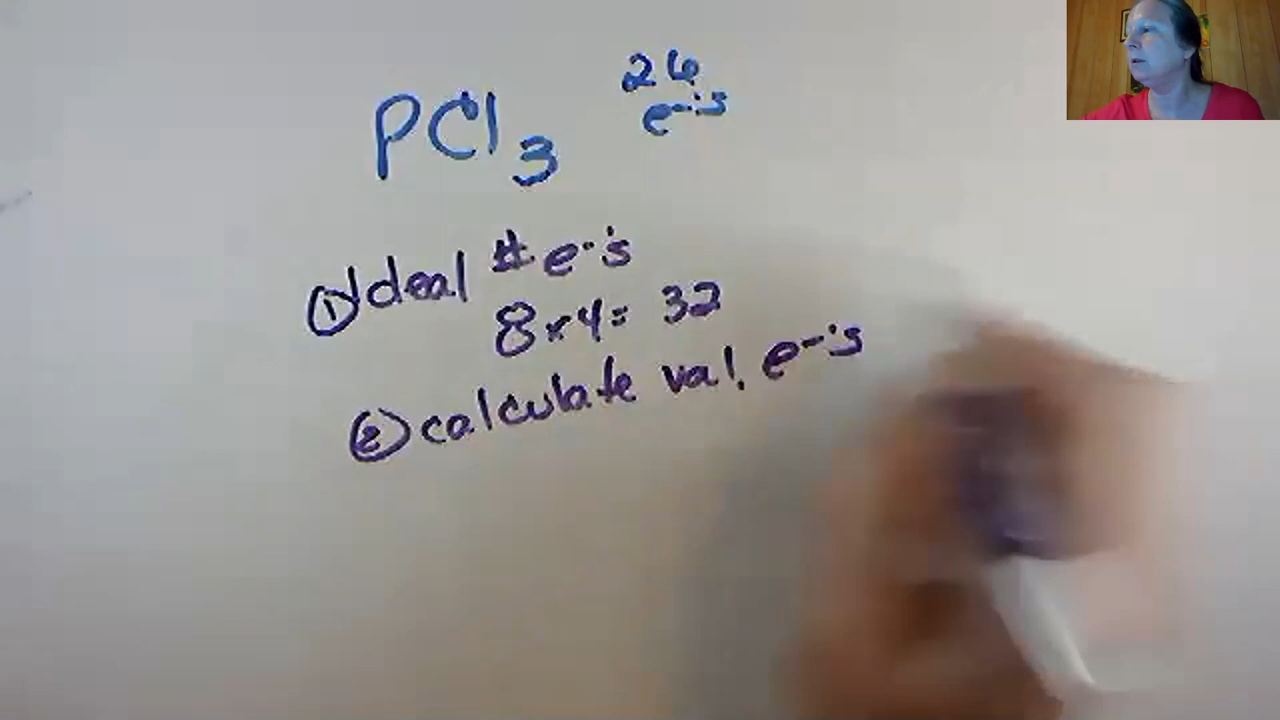 PCl3 26
e-'s
① Ideal # e-'s
8 x 4 = 32
② calculate val. e-'s